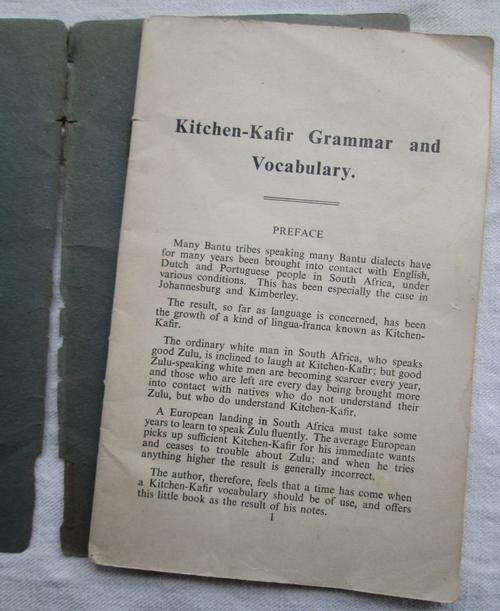 Kitchen-Kafir Grammar and
Vocabulary.
PREFACE
Many Bantu tribes speaking many Bantu dialects have
for many years been brought into contact with English,
Dutch and Portuguese people in South Africa, under
various conditions. This has been especially the case in
Johannesburg and Kimberley.
The result, so far as language is concerned, has been
the growth of a kind of lingua-franca known as Kitchen-
Kafir.
The ordinary white man in South Africa, who speaks
good Zulu, is inclined to laugh at Kitchen-Kafir; but good
Zulu-speaking white men are becoming scarcer every year,
and those who are left are every day being brought more
into contact with natives who do not understand their
Zulu, but who do understand Kitchen-Kafir.
A European landing in South Africa must take some
years to learn to speak Zulu fluently. The average European
picks up sufficient Kitchen-Kafir for his immediate wants
and ceases to trouble about Zulu; and when he tries
anything higher the result is generally incorrect.
The author, therefore, feels that a time has come when
a Kitchen-Kafir vocabulary should be of use, and offers
this little book as the result of his notes.
1